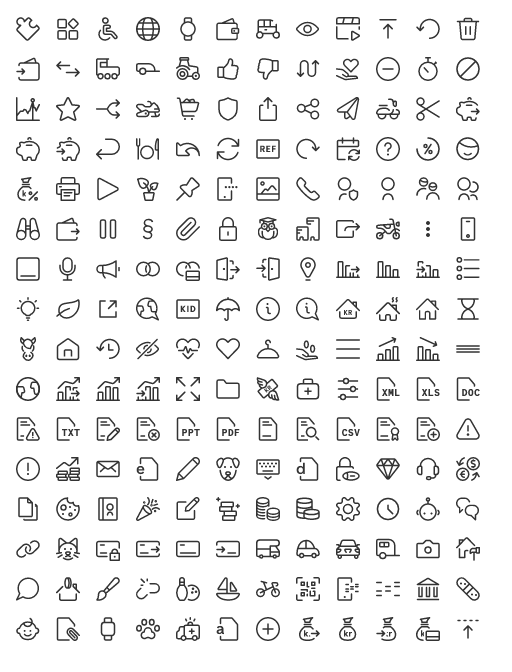 REF
%
k %
§
KID
i
i
KR
XML
XLS
DOC
TXT
PPT
PDF
CSV
e
d
$
€
k.
kr
:r
k
a